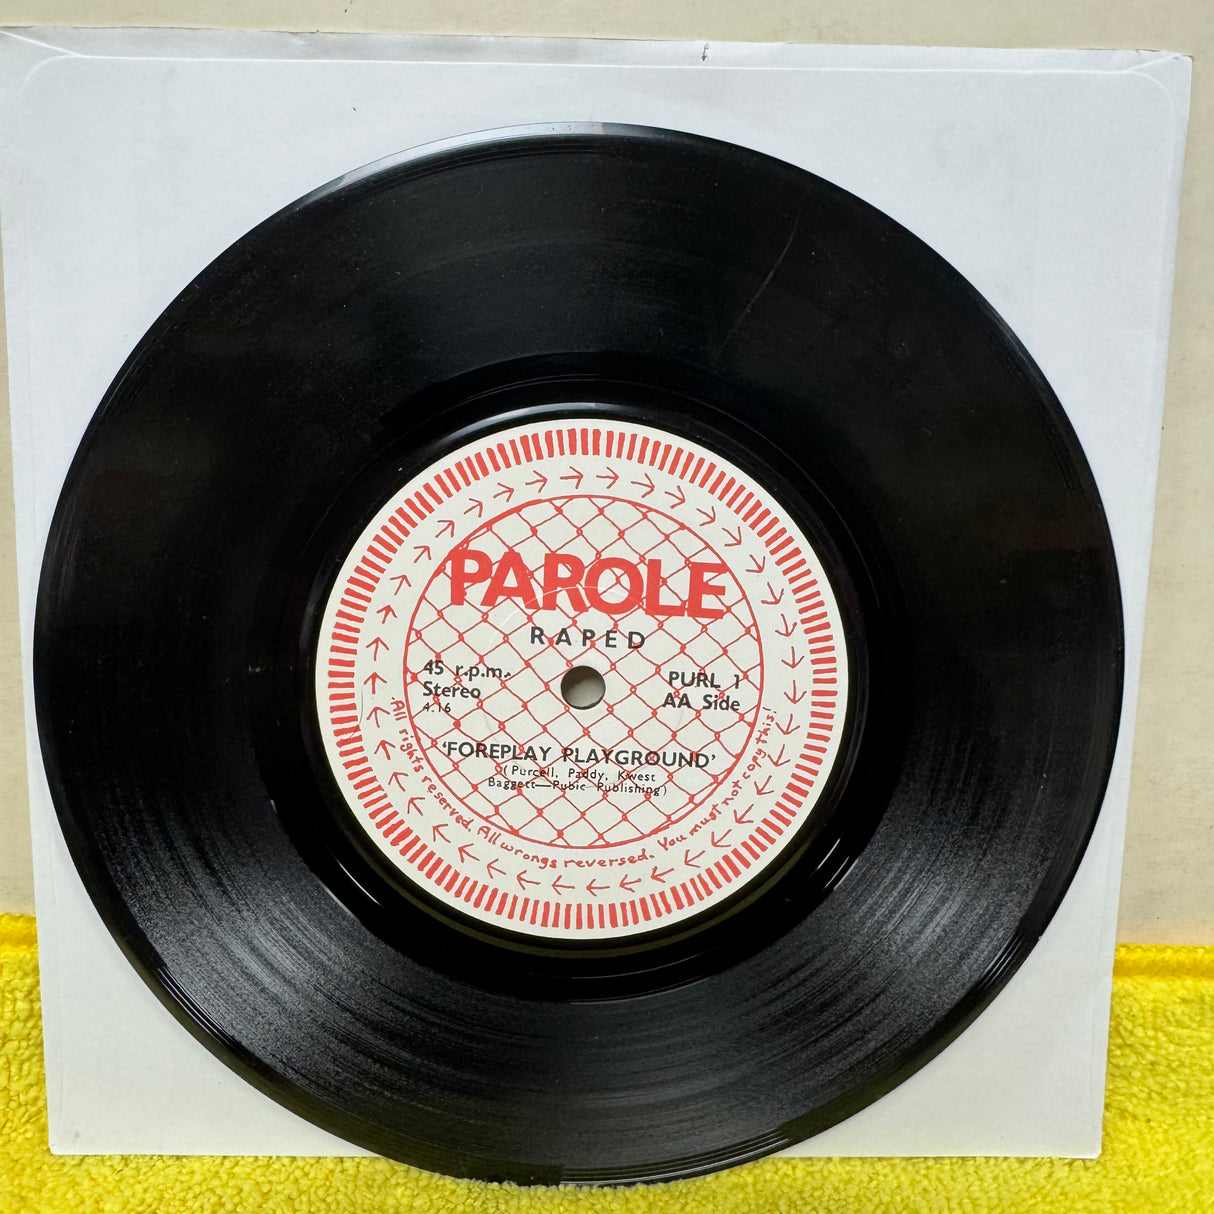 PAROLE
RAPED
45 r.p.m.
Stereo
4.16
PURL 1
AA Side
'FOREPLAY PLAYGROUND'
(Purcell, Paddy, Kwest
Baggett—Pubic Publishing)
All rights reserved. All wrongs reversed. You must not copy this!